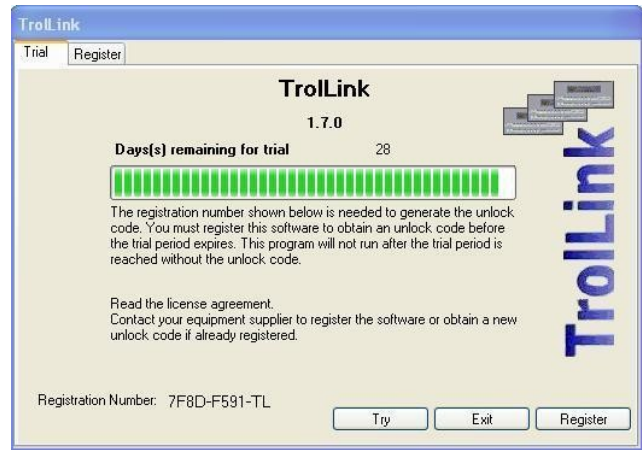 TrolLink
Trial Register
TrolLink
1.7.0
Days(s) remaining for trial 28
The registration number shown below is needed to generate the unlock
code. You must register this software to obtain an unlock code before
the trial period expires. This program will not run after the trial period is
reached without the unlock code.
Read the license agreement.
Contact your equipment supplier to register the software or obtain a new
unlock code if already registered.
TrolLink
Registration Number: 7F8D-F591-TL
Try Exit Register